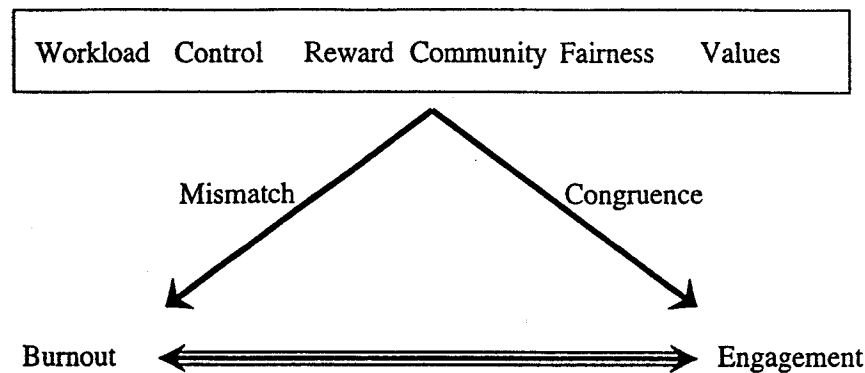 Workload Control Reward Community Fairness Values
Mismatch Congruence
Burnout Engagement